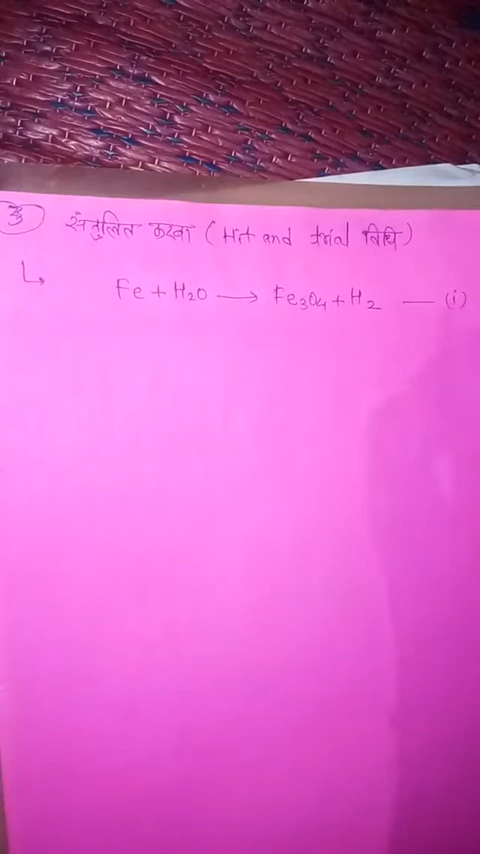 ③ संतुलित करना (Hit and trial विधि)
↳ Fe + H₂O ⟶ Fe₃O₄ + H₂ — (i)